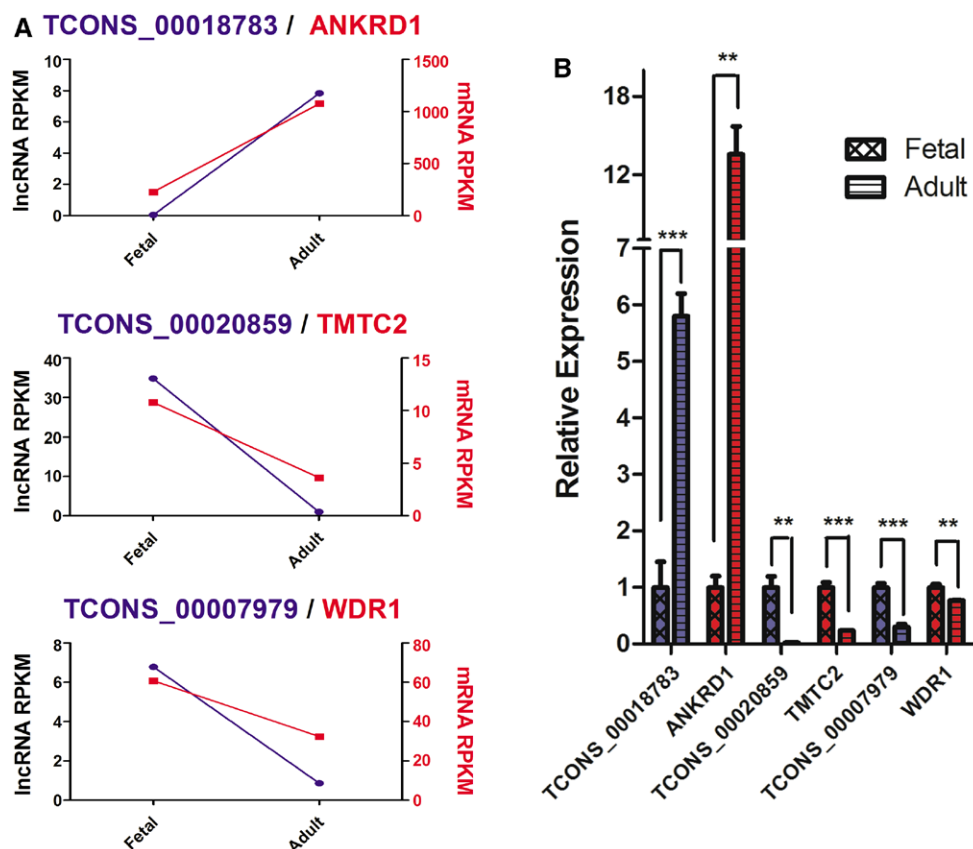 A
TCONS_00018783 / ANKRD1
10
8
6
4
2
0
lncRNA RPKM
1500
1000
500
0
mRNA RPKM
Fetal
Adult
TCONS_00020859 / TMTC2
40
30
20
10
0
lncRNA RPKM
15
10
5
0
mRNA RPKM
Fetal
Adult
TCONS_00007979 / WDR1
8
6
4
2
0
lncRNA RPKM
80
60
40
20
0
mRNA RPKM
Fetal
Adult
B
Relative Expression
18
12
7
6
5
4
3
2
1
0
***
**
**
***
***
**
Fetal
Adult
TCONS_00018783
ANKRD1
TCONS_00020859
TMTC2
TCONS_00007979
WDR1